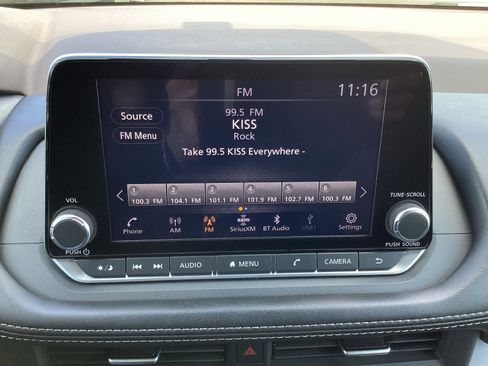 FM 11:16
Source
99.5 FM
KISS
Rock
FM Menu
Take 99.5 KISS Everywhere -
1 2 3 4 5 6
100.3 FM 104.1 FM 101.1 FM 101.9 FM 102.7 FM 100.3 FM
Phone AM FM SiriusXM BT Audio USB1 Settings
VOL
TUNE·SCROLL
PUSH
PUSH SOUND
AUDIO MENU CAMERA